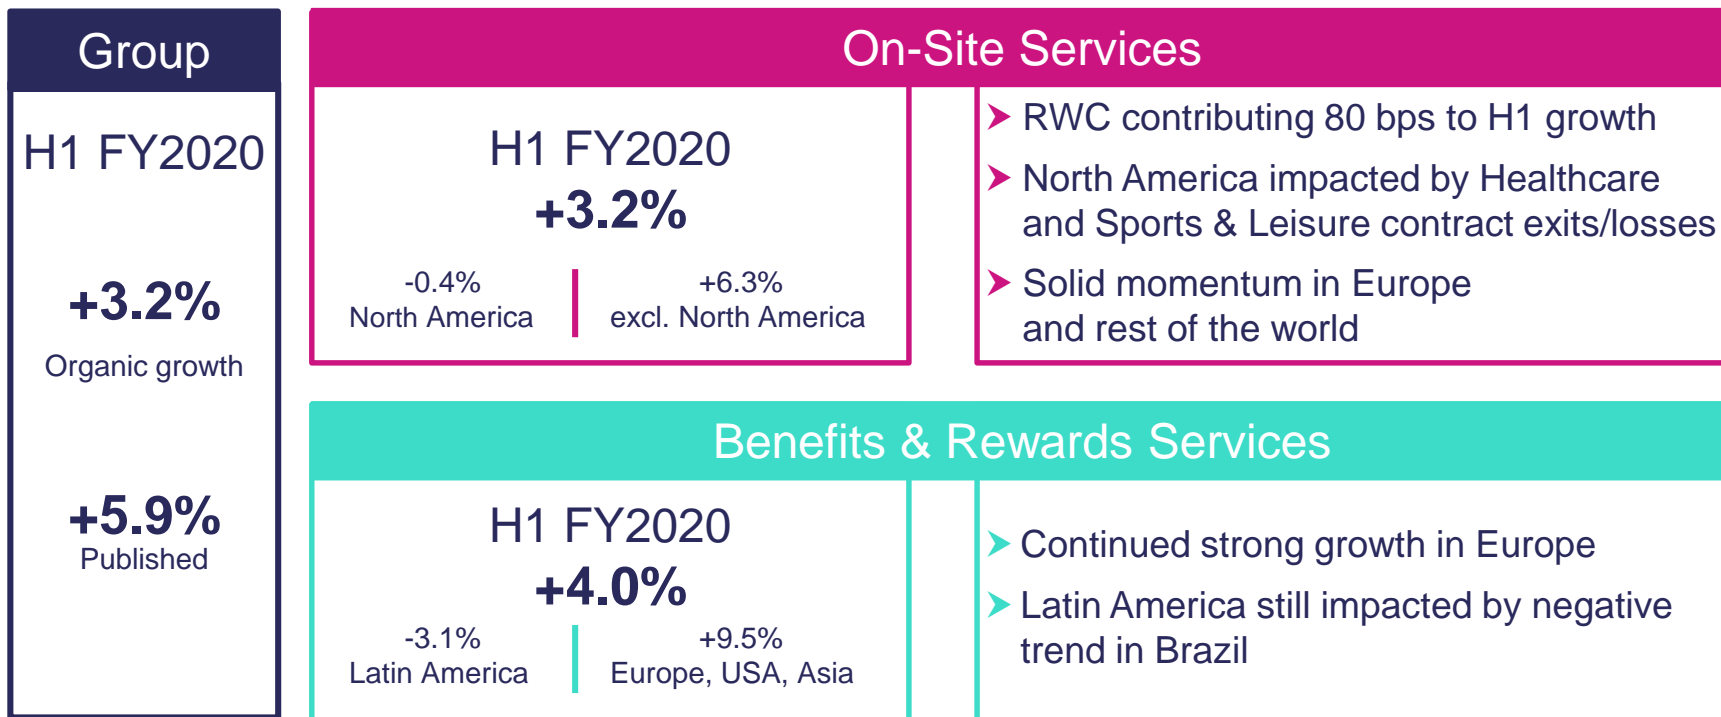 Group
H1 FY2020
+3.2%
Organic growth
+5.9%
Published
On-Site Services
H1 FY2020
+3.2%
-0.4%
North America
+6.3%
excl. North America
➤ RWC contributing 80 bps to H1 growth
➤ North America impacted by Healthcare
and Sports & Leisure contract exits/losses
➤ Solid momentum in Europe
and rest of the world
Benefits & Rewards Services
H1 FY2020
+4.0%
-3.1%
Latin America
+9.5%
Europe, USA, Asia
➤ Continued strong growth in Europe
➤ Latin America still impacted by negative
trend in Brazil